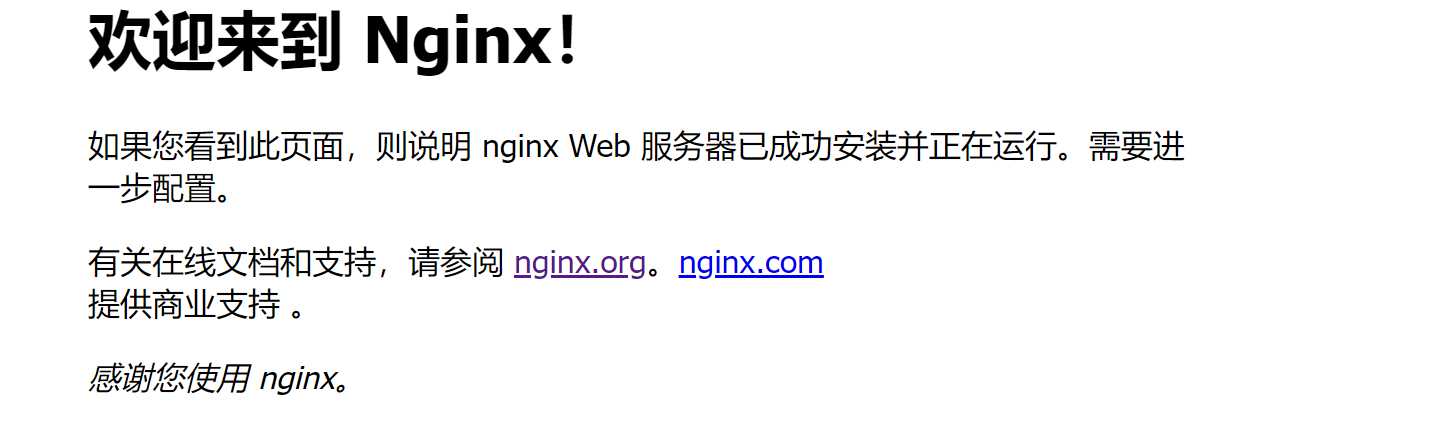 欢迎来到 Nginx！
如果您看到此页面，则说明 nginx Web 服务器已成功安装并正在运行。需要进
一步配置。
有关在线文档和支持，请参阅 nginx.org。nginx.com
提供商业支持 。
感谢您使用 nginx。